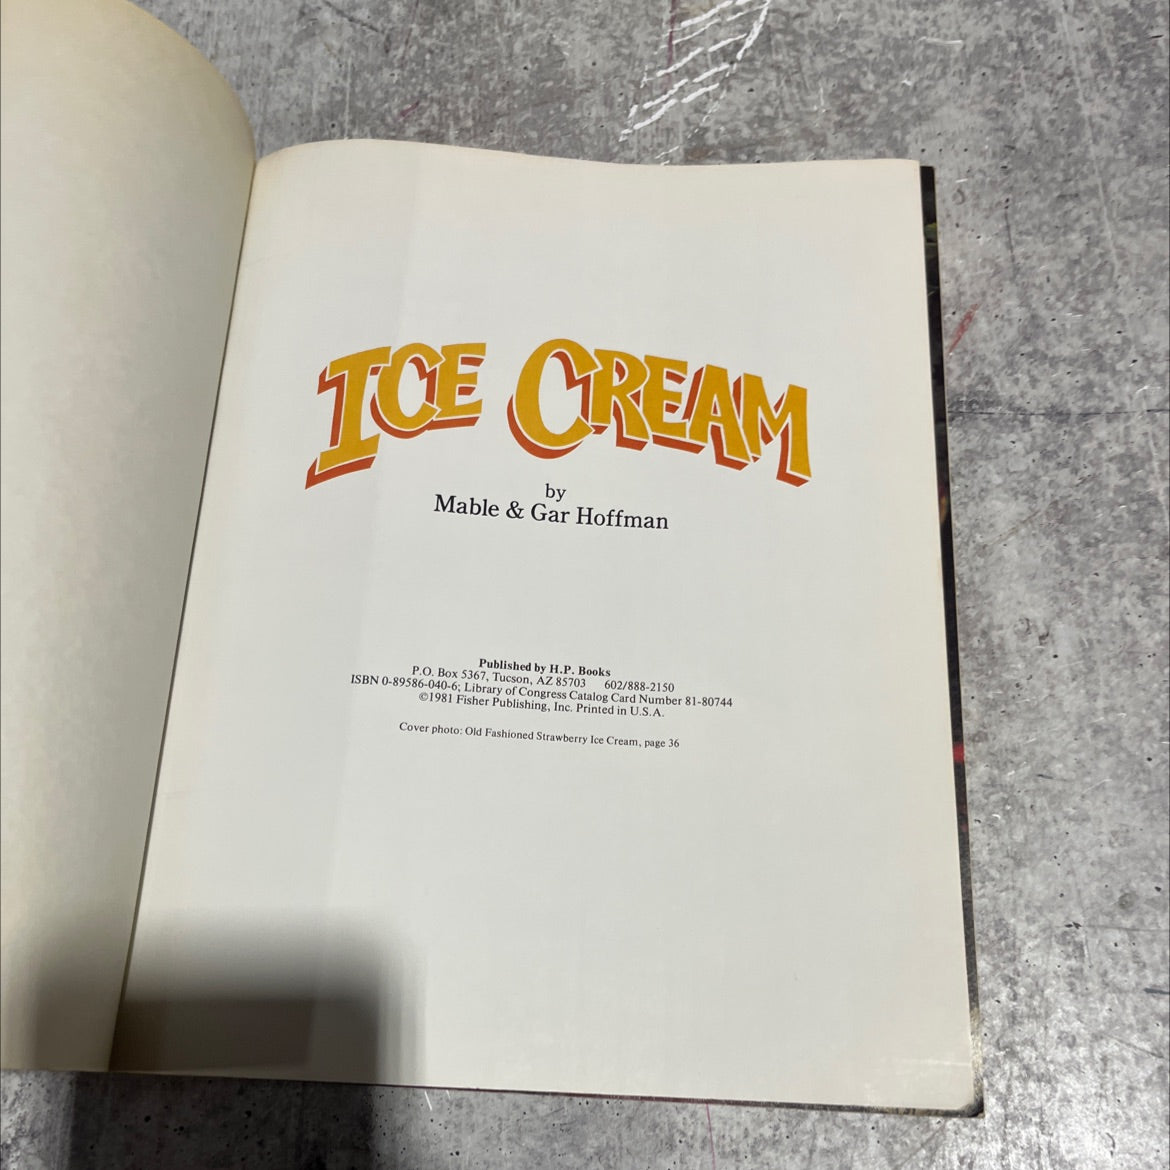 ICE CREAM
by
Mable & Gar Hoffman
Published by H.P. Books
P.O. Box 5367, Tucson, AZ 85703 602/888-2150
ISBN 0-89586-040-6; Library of Congress Catalog Card Number 81-80744
©1981 Fisher Publishing, Inc. Printed in U.S.A.
Cover photo: Old Fashioned Strawberry Ice Cream, page 36